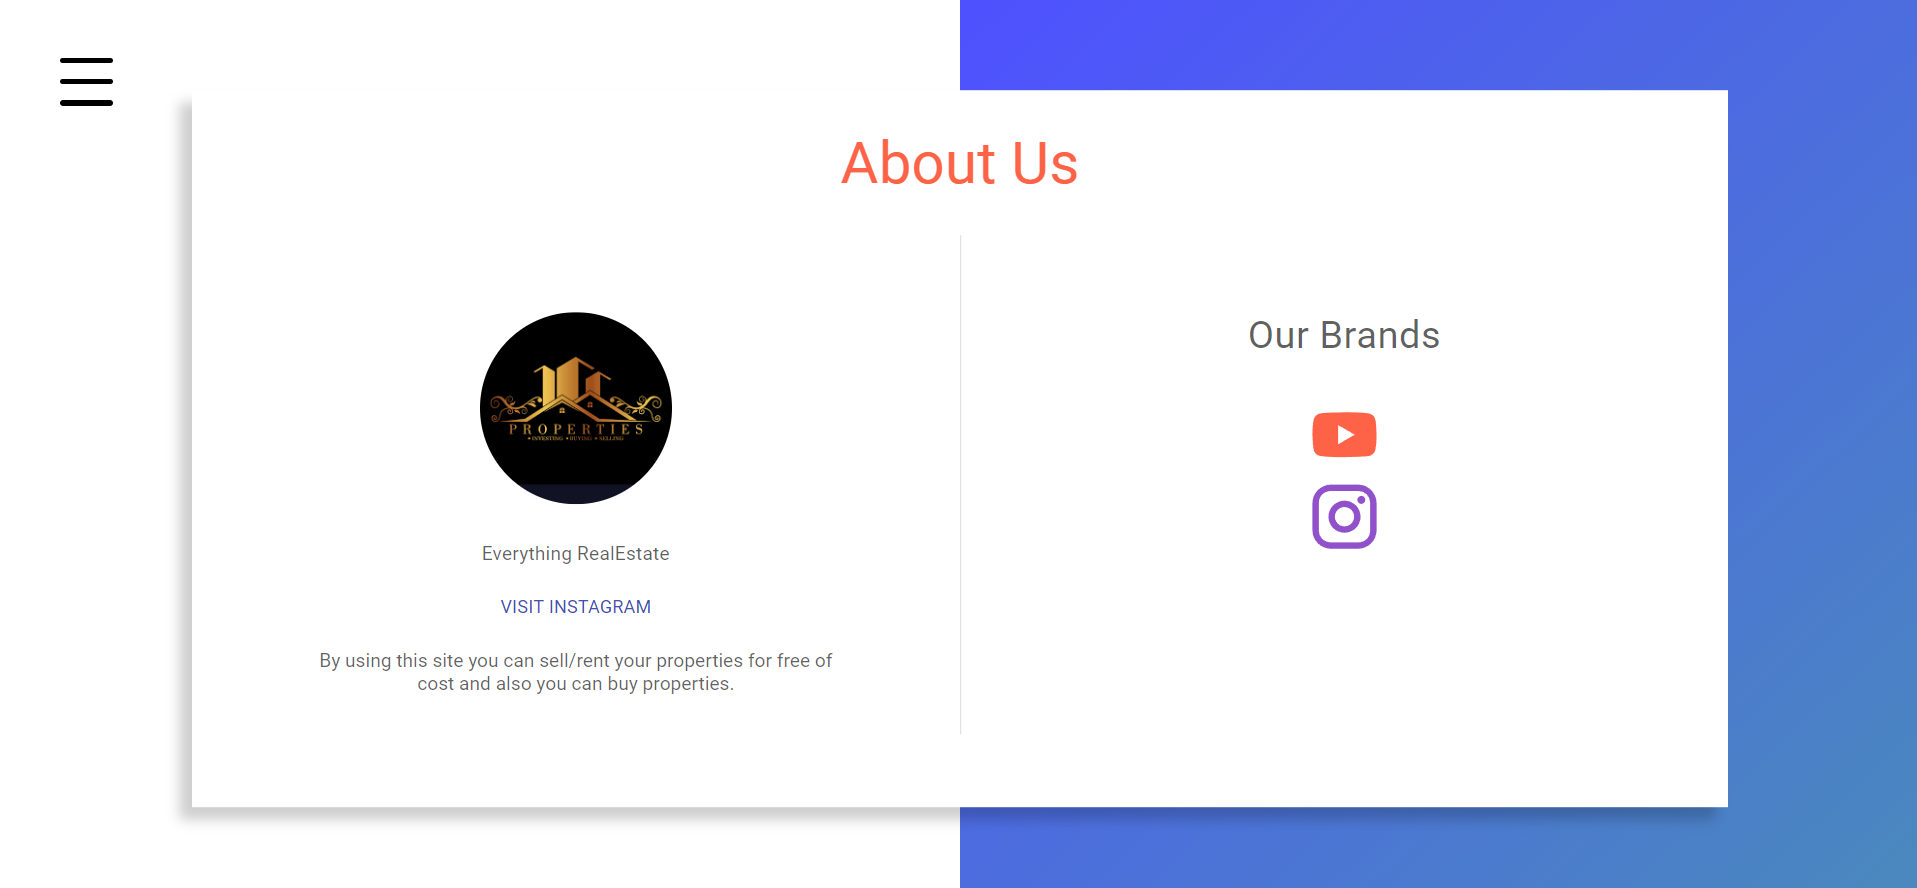 About Us
PROPERTIES
• INVESTING • BUYING • SELLING
Everything RealEstate
VISIT INSTAGRAM
By using this site you can sell/rent your properties for free of
cost and also you can buy properties.
Our Brands